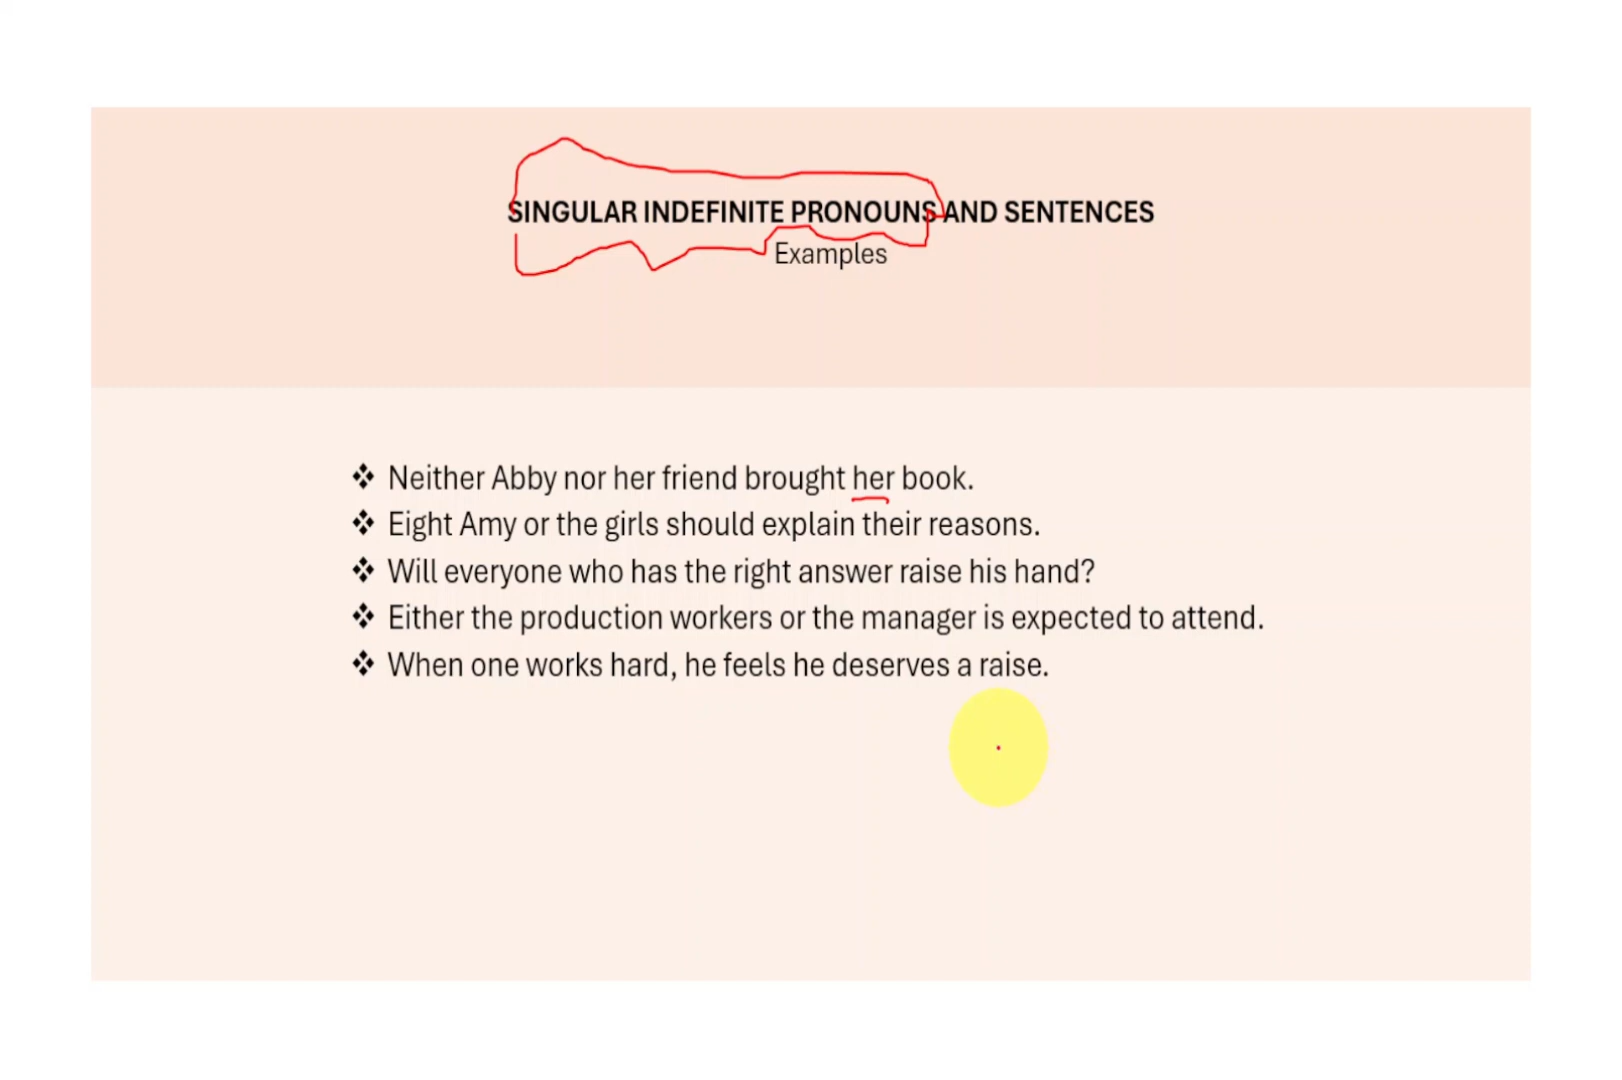 SINGULAR INDEFINITE PRONOUNS AND SENTENCES
Examples
❖ Neither Abby nor her friend brought her book.
❖ Eight Amy or the girls should explain their reasons.
❖ Will everyone who has the right answer raise his hand?
❖ Either the production workers or the manager is expected to attend.
❖ When one works hard, he feels he deserves a raise.